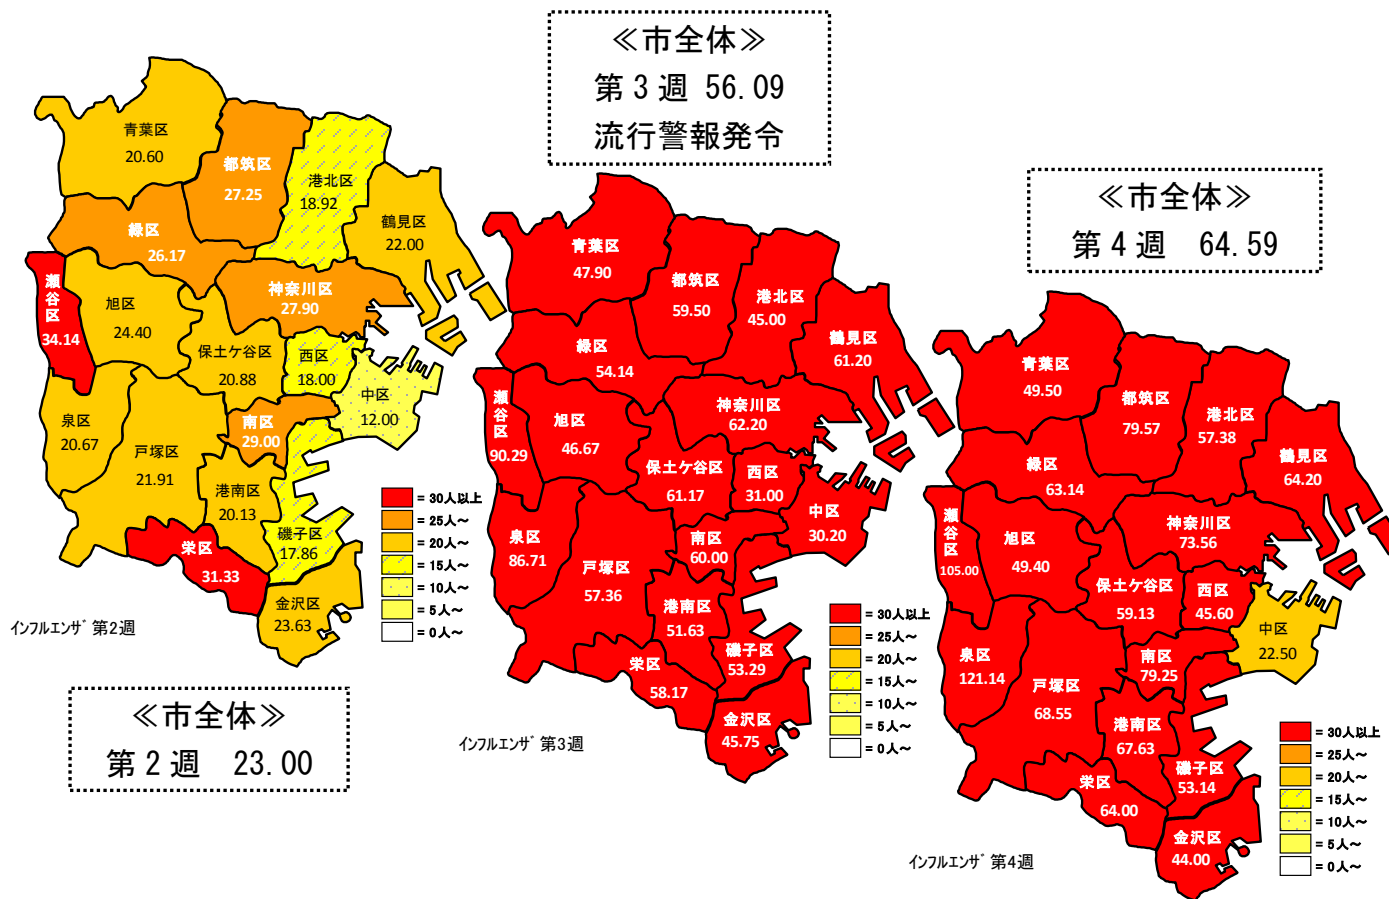 ≪市全体≫
第3週 56.09
流行警報発令
≪市全体≫
第4週 64.59
≪市全体≫
第2週 23.00
青葉区
20.60
都筑区
27.25
港北区
18.92
鶴見区
22.00
緑区
26.17
神奈川区
27.90
瀬谷区
34.14
旭区
24.40
保土ケ谷区
20.88
西区
18.00
中区
12.00
泉区
20.67
戸塚区
21.91
南区
29.00
港南区
20.13
磯子区
17.86
栄区
31.33
金沢区
23.63
= 30人以上
= 25人～
= 20人～
= 15人～
= 10人～
= 5人～
= 0人～
インフルエンザ 第2週
青葉区
47.90
都筑区
59.50
港北区
45.00
鶴見区
61.20
緑区
54.14
神奈川区
62.20
瀬谷区
90.29
旭区
46.67
保土ケ谷区
61.17
西区
31.00
中区
30.20
泉区
86.71
戸塚区
57.36
南区
60.00
港南区
51.63
磯子区
53.29
栄区
58.17
金沢区
45.75
= 30人以上
= 25人～
= 20人～
= 15人～
= 10人～
= 5人～
= 0人～
インフルエンザ 第3週
青葉区
49.50
都筑区
79.57
港北区
57.38
鶴見区
64.20
緑区
63.14
神奈川区
73.56
瀬谷区
105.00
旭区
49.40
保土ケ谷区
59.13
西区
45.60
中区
22.50
泉区
121.14
戸塚区
68.55
南区
79.25
港南区
67.63
磯子区
53.14
栄区
64.00
金沢区
44.00
= 30人以上
= 25人～
= 20人～
= 15人～
= 10人～
= 5人～
= 0人～
インフルエンザ 第4週